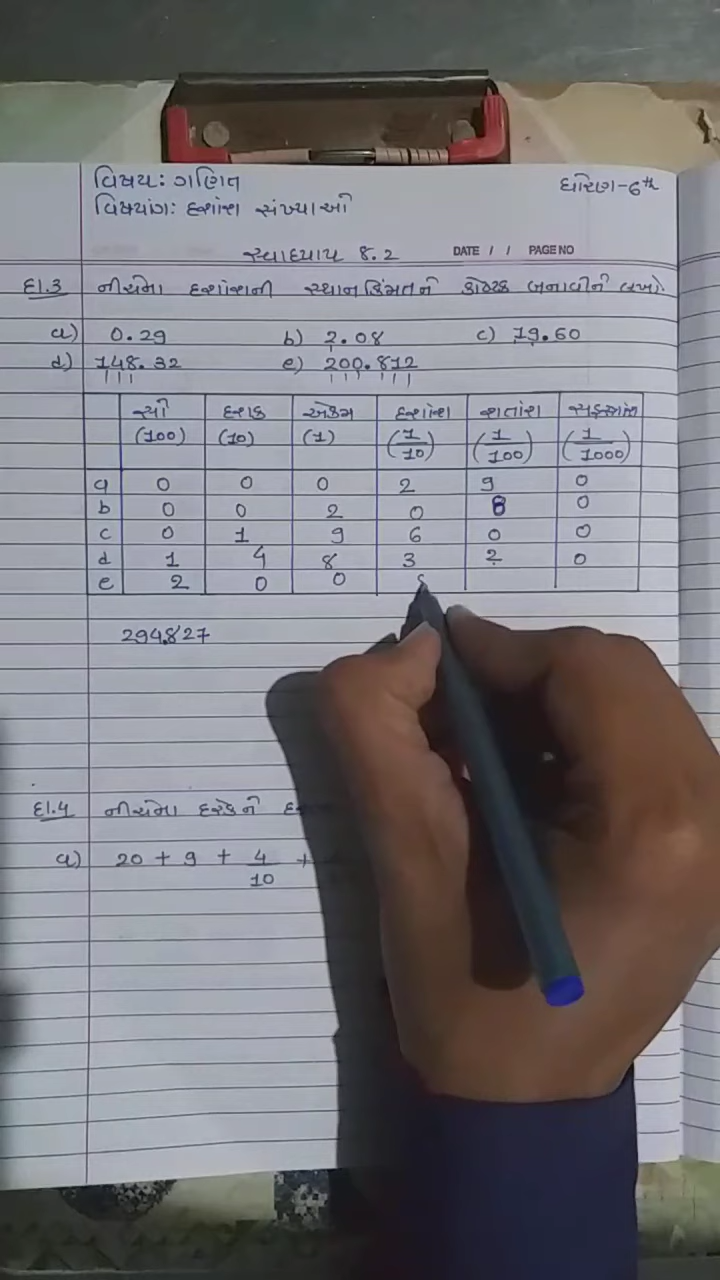 વિષય: ગણિત ધોરણ-6th
વિષયાંગ: દશાંશ સંખ્યાઓ
સ્વાધ્યાય 8.2 DATE / / PAGE NO
દા.3 નીચેના દશાંશની સ્થાનકિંમતને કોષ્ટક બનાવીને લખો.
a) 0.29 b) 2.08 c) 19.60
d) 148.32 e) 200.812
સો દશક એકમ દશાંશ શતાંશ સહસ્ત્રાંશ
(100) (10) (1) (1/10) (1/100) (1/1000)
a 0 0 0 2 9 0
b 0 0 2 0 8 0
c 0 1 9 6 0 0
d 1 4 8 3 2 0
e 2 0 0
294.827
દા.4 નીચેના દરેકને
a) 20 + 9 + 4/10 +